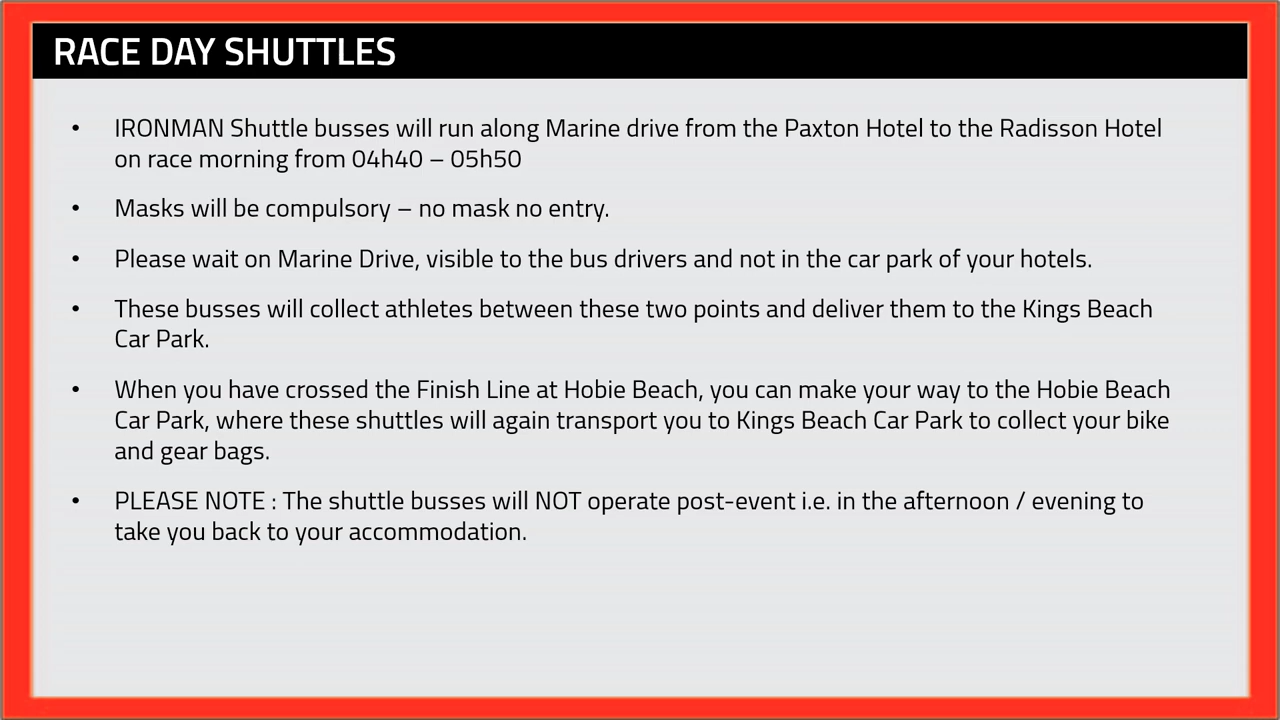 RACE DAY SHUTTLES
• IRONMAN Shuttle busses will run along Marine drive from the Paxton Hotel to the Radisson Hotel
on race morning from 04h40 – 05h50
• Masks will be compulsory – no mask no entry.
• Please wait on Marine Drive, visible to the bus drivers and not in the car park of your hotels.
• These busses will collect athletes between these two points and deliver them to the Kings Beach
Car Park.
• When you have crossed the Finish Line at Hobie Beach, you can make your way to the Hobie Beach
Car Park, where these shuttles will again transport you to Kings Beach Car Park to collect your bike
and gear bags.
• PLEASE NOTE : The shuttle busses will NOT operate post-event i.e. in the afternoon / evening to
take you back to your accommodation.